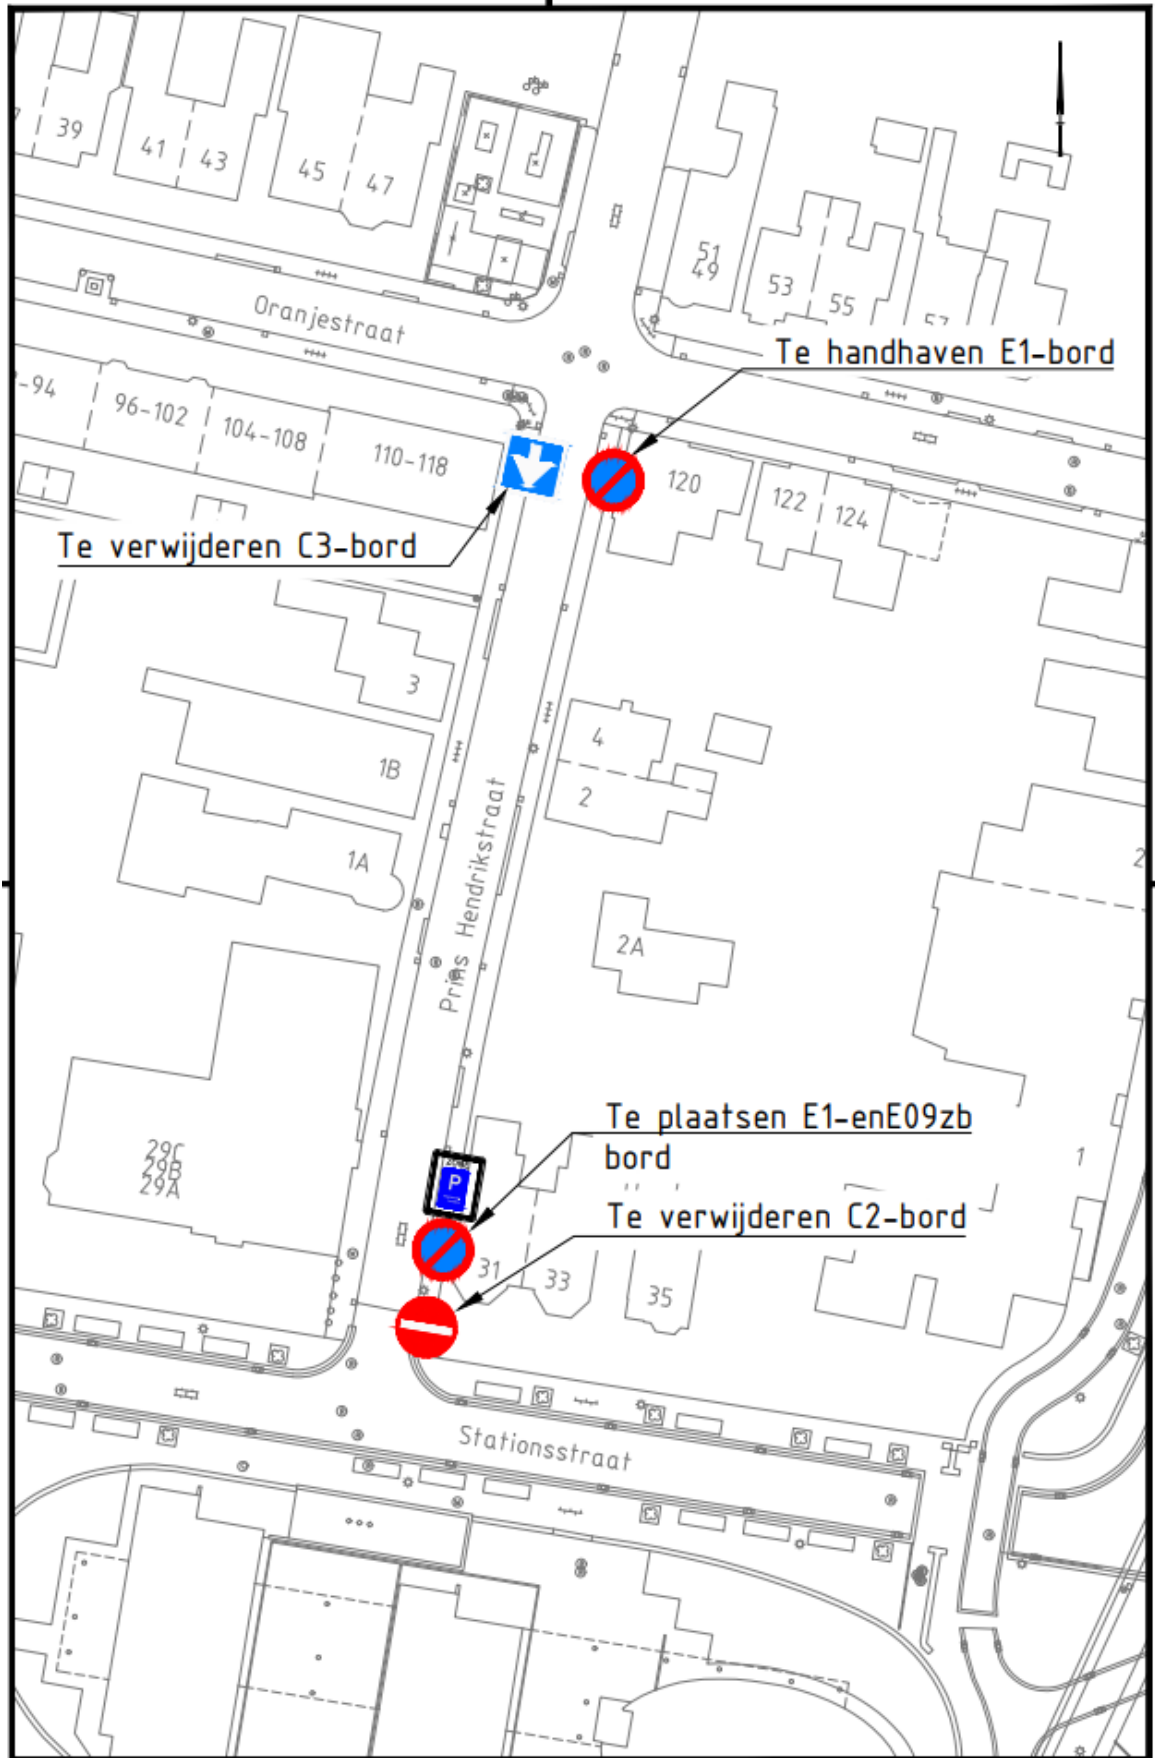 39
41
43
45
47
51
49
53
55
57
Oranjestraat
Te handhaven E1-bord
-94
96-102
104-108
110-118
120
122
124
Te verwijderen C3-bord
3
4
1B
2
1A
2
Prins Hendrikstraat
2A
Te plaatsen E1-enE09zb
bord
29C
29B
29A
1
P
Te verwijderen C2-bord
31
33
35
Stationsstraat